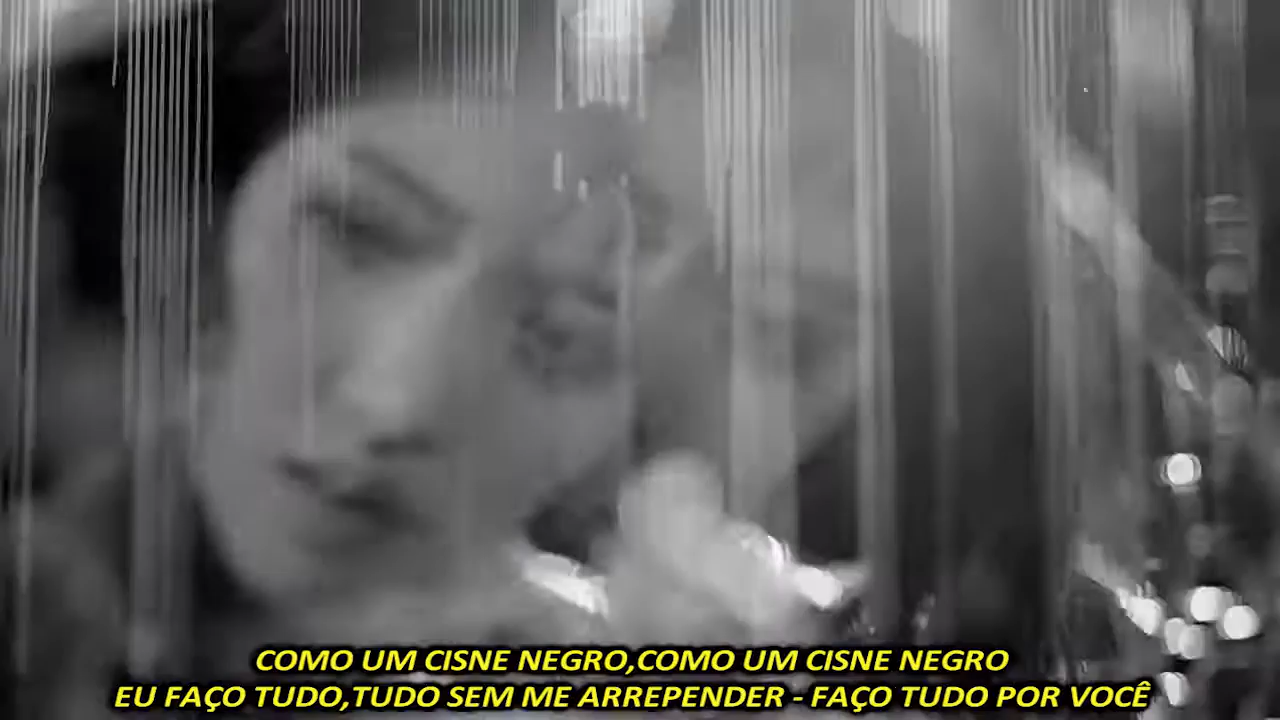 COMO UM CISNE NEGRO,COMO UM CISNE NEGRO
EU FAÇO TUDO,TUDO SEM ME ARREPENDER - FAÇO TUDO POR VOCÊ